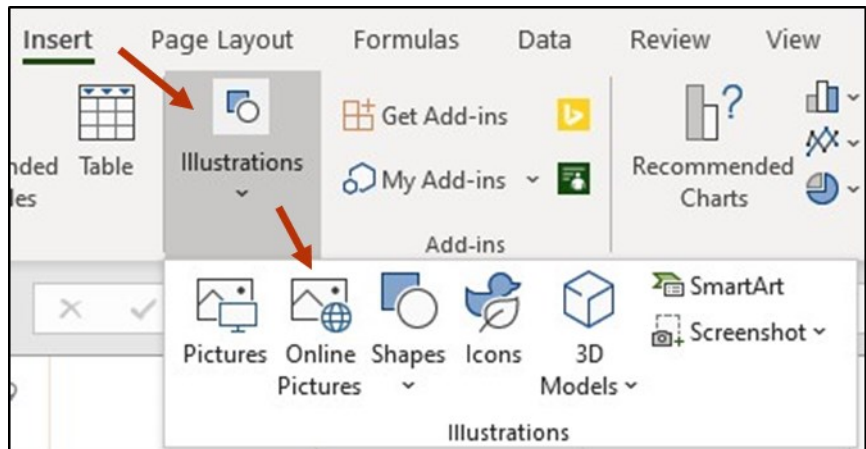 Insert Page Layout Formulas Data Review View
Table
Illustrations
Get Add-ins
My Add-ins
Add-ins
Recommended
Charts
Pictures
Online
Pictures
Shapes
Icons
3D
Models
SmartArt
Screenshot
Illustrations